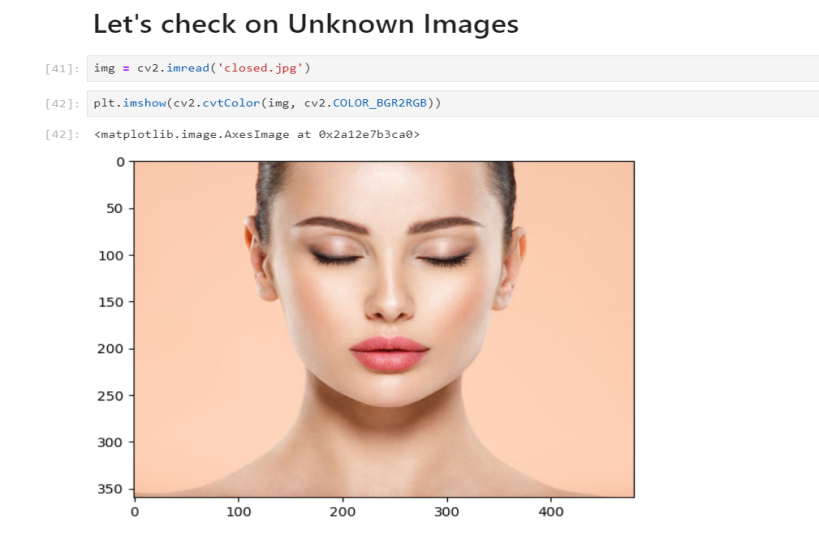 Let's check on Unknown Images
[41]: img = cv2.imread('closed.jpg')
[42]: plt.imshow(cv2.cvtColor(img, cv2.COLOR_BGR2RGB))
[42]: <matplotlib.image.AxesImage at 0x2a12e7b3ca0>
0
50
100
150
200
250
300
350
0 100 200 300 400